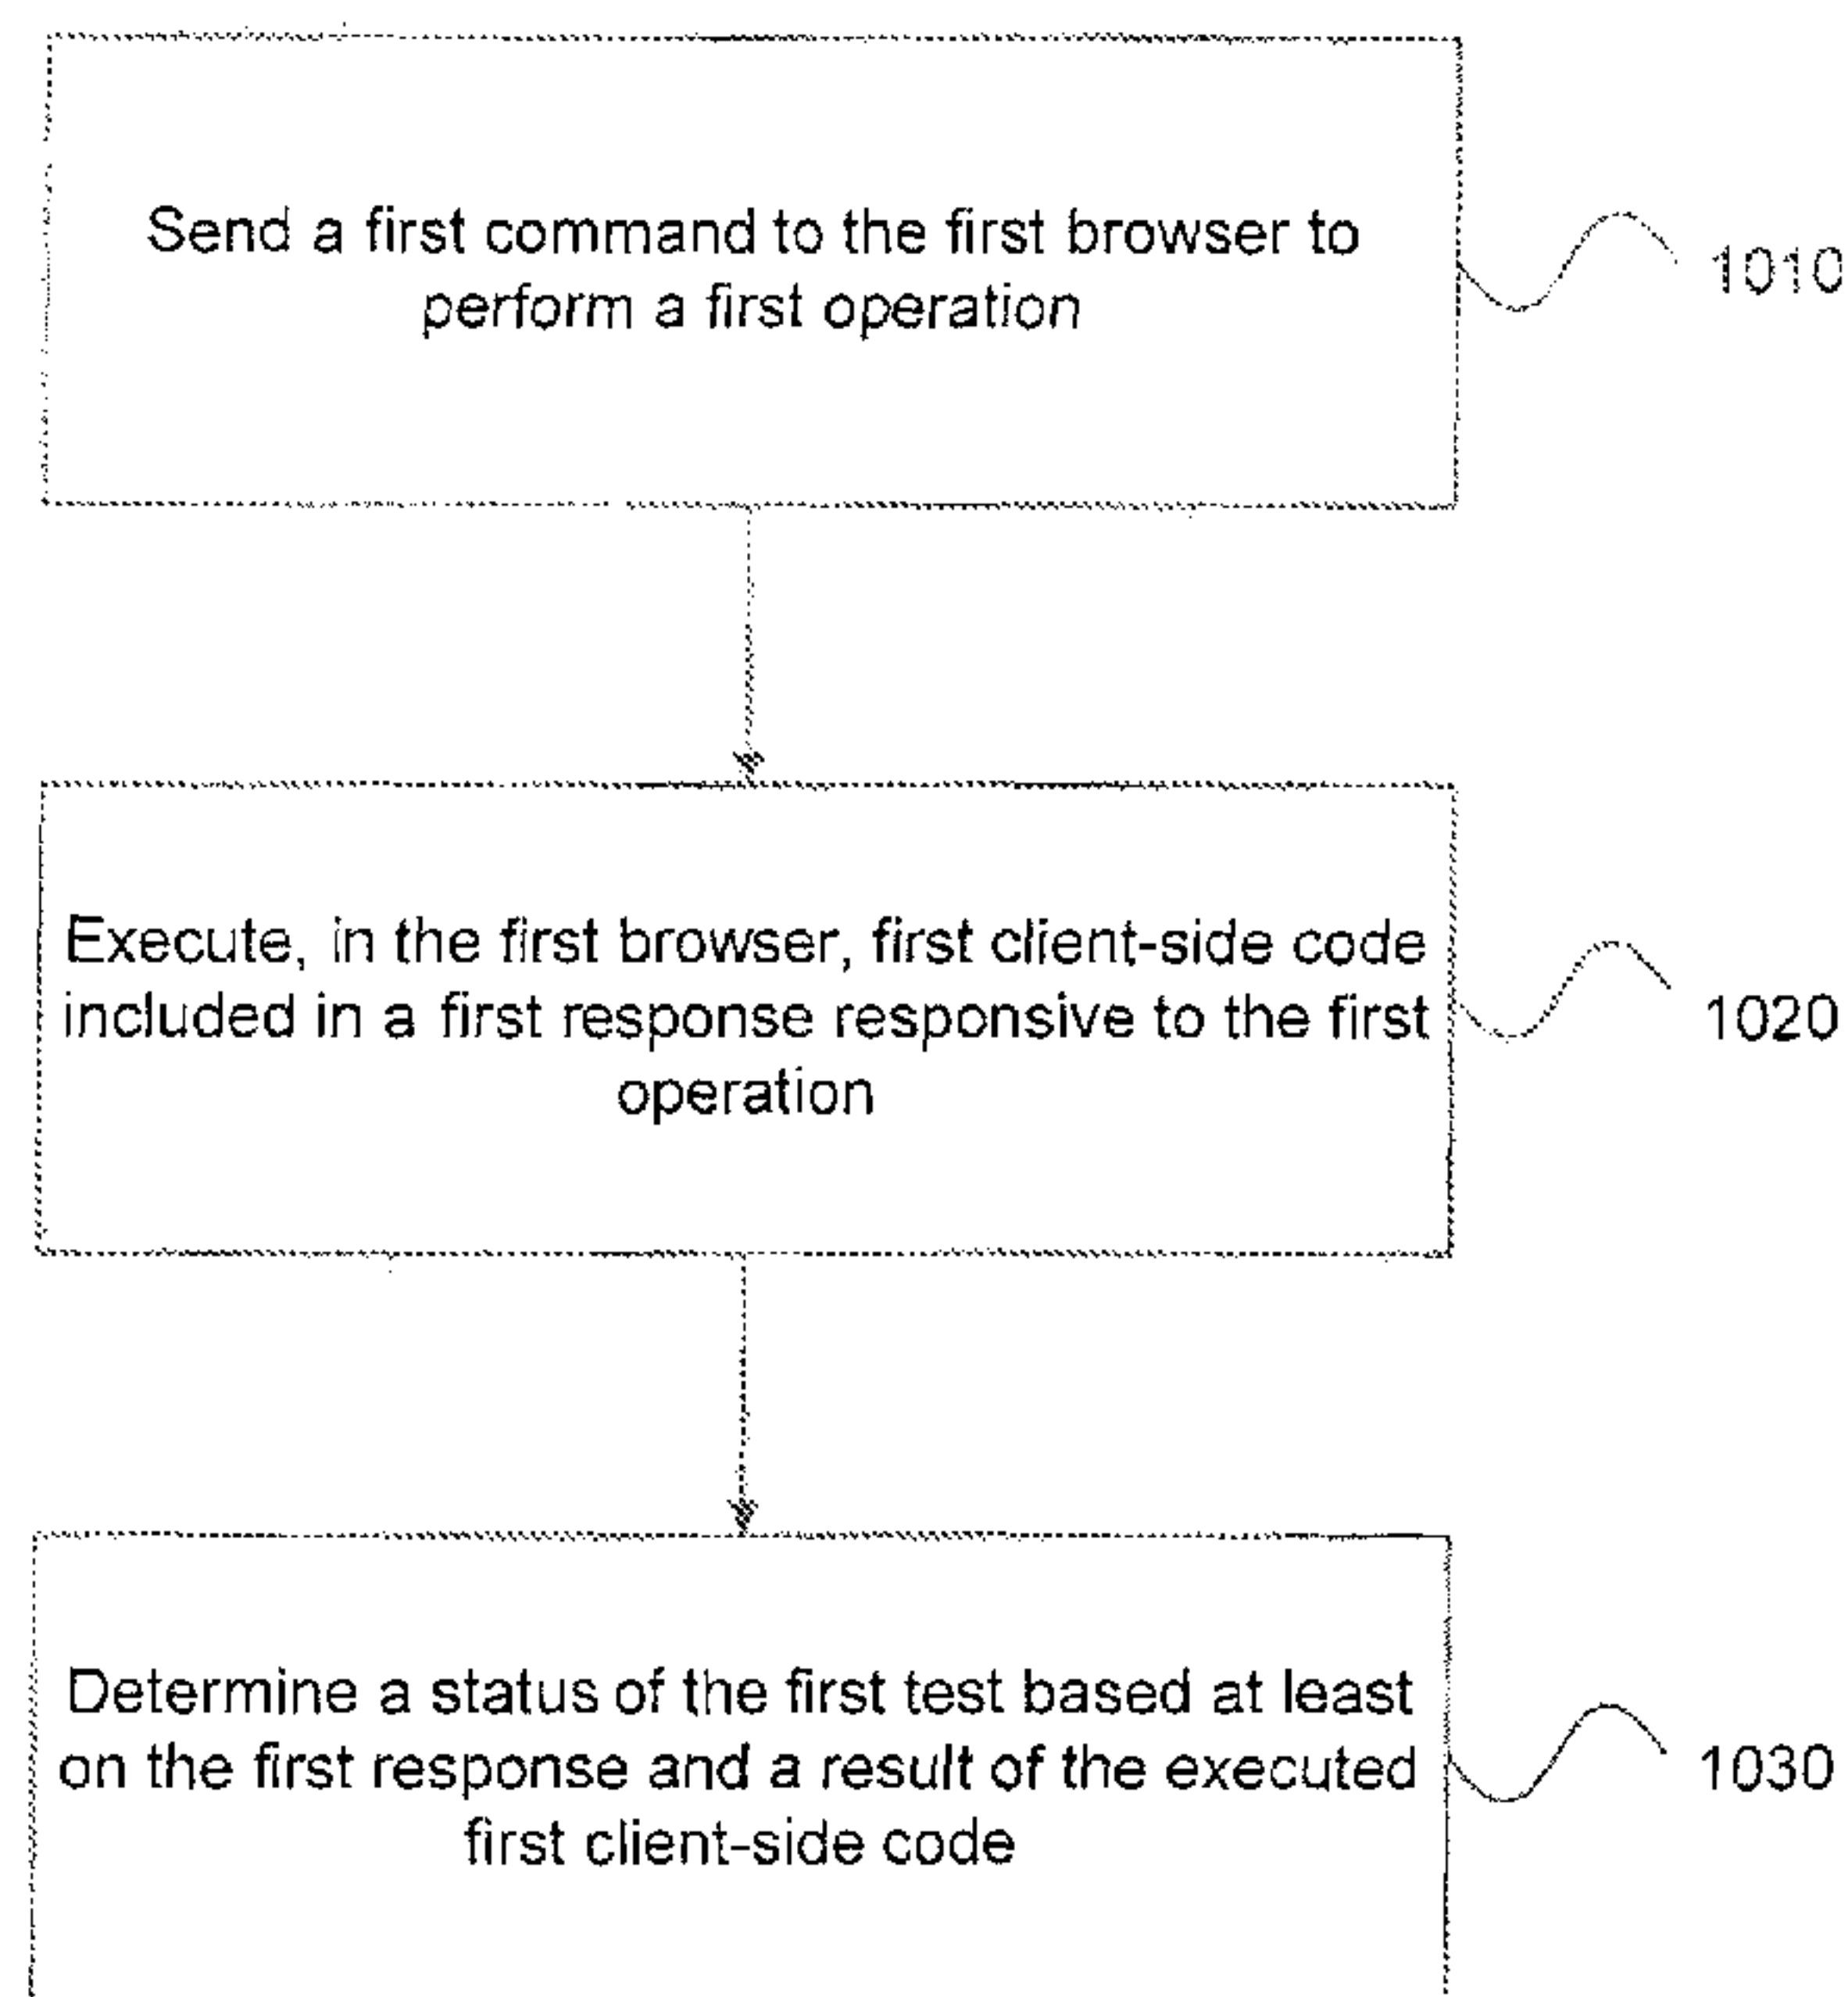 Send a first command to the first browser to
perform a first operation
1010
Execute, in the first browser, first client-side code
included in a first response responsive to the first
operation
1020
Determine a status of the first test based at least
on the first response and a result of the executed
first client-side code
1030